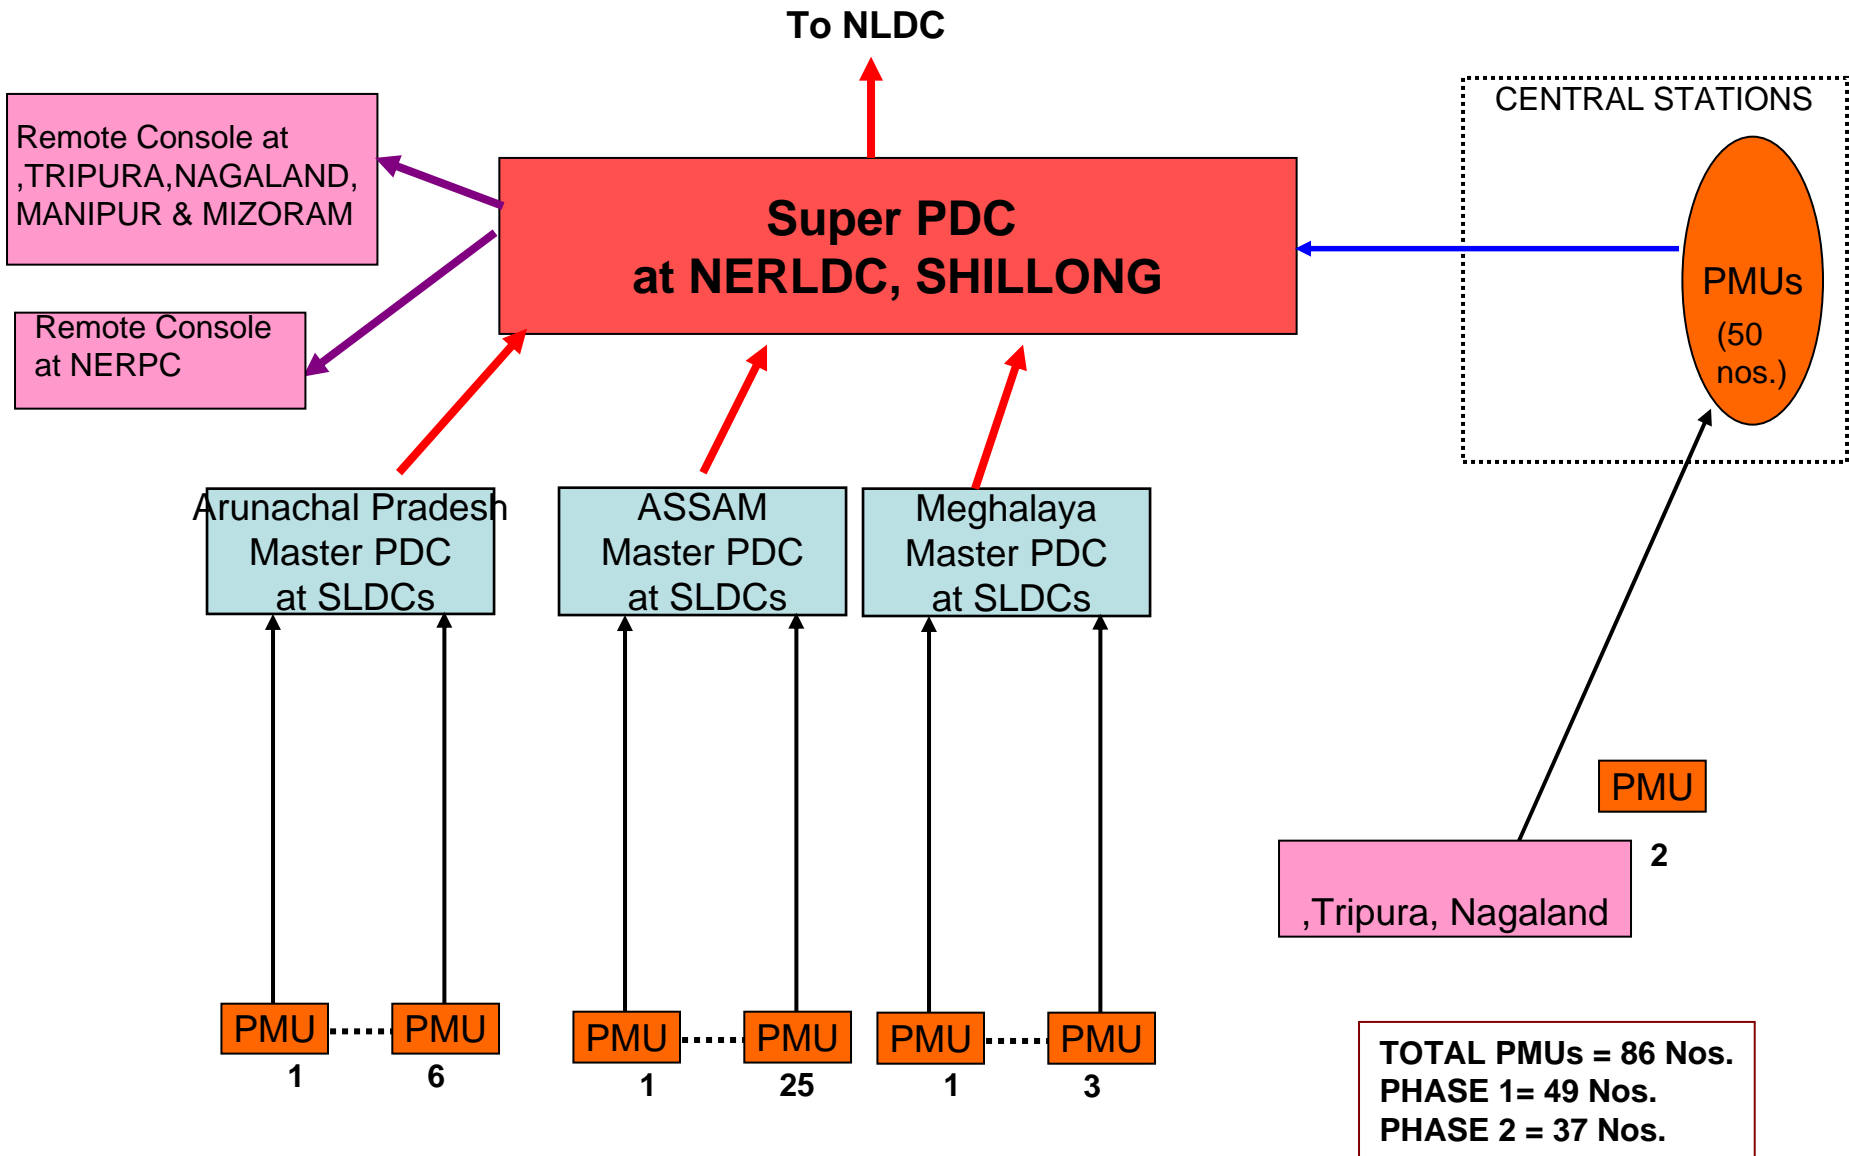 To NLDC
CENTRAL STATIONS
Remote Console at
,TRIPURA,NAGALAND,
MANIPUR & MIZORAM
Super PDC
at NERLDC, SHILLONG
PMUs
(50
nos.)
Remote Console
at NERPC
Arunachal Pradesh
Master PDC
at SLDCs
ASSAM
Master PDC
at SLDCs
Meghalaya
Master PDC
at SLDCs
PMU
2
,Tripura, Nagaland
PMU
PMU
1
6
PMU
PMU
1
25
PMU
PMU
1
3
TOTAL PMUs = 86 Nos.
PHASE 1= 49 Nos.
PHASE 2 = 37 Nos.